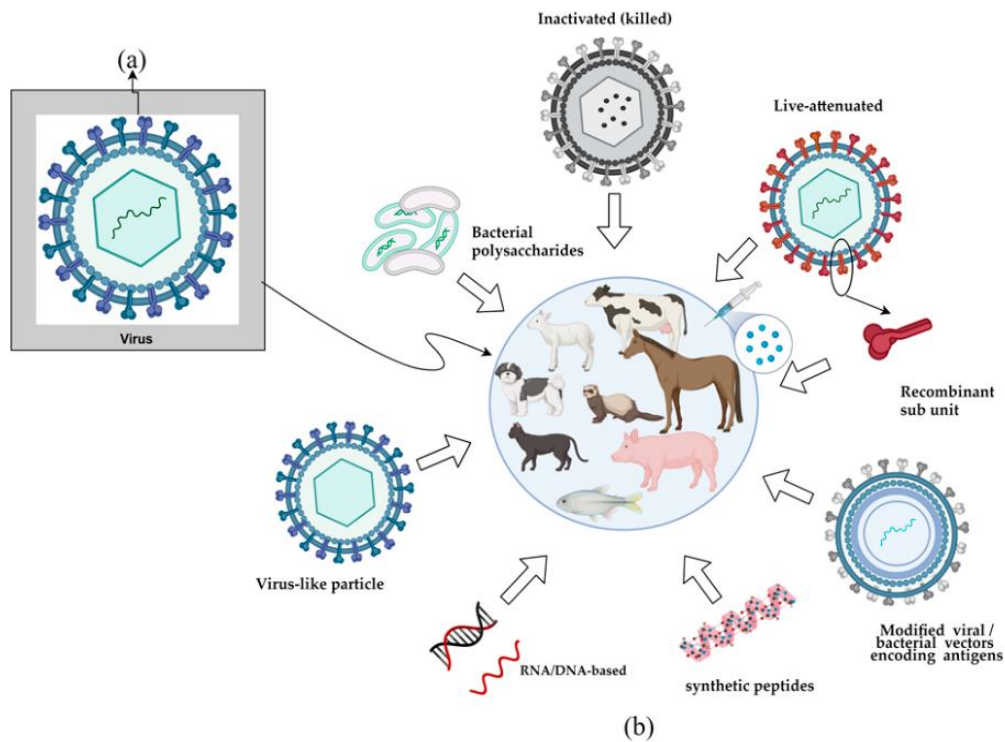 Inactivated (killed)
(a)
Live-attenuated
Bacterial
polysaccharides
Virus
Recombinant
sub unit
Virus-like particle
RNA/DNA-based
synthetic peptides
Modified viral /
bacterial vectors
encoding antigens
(b)